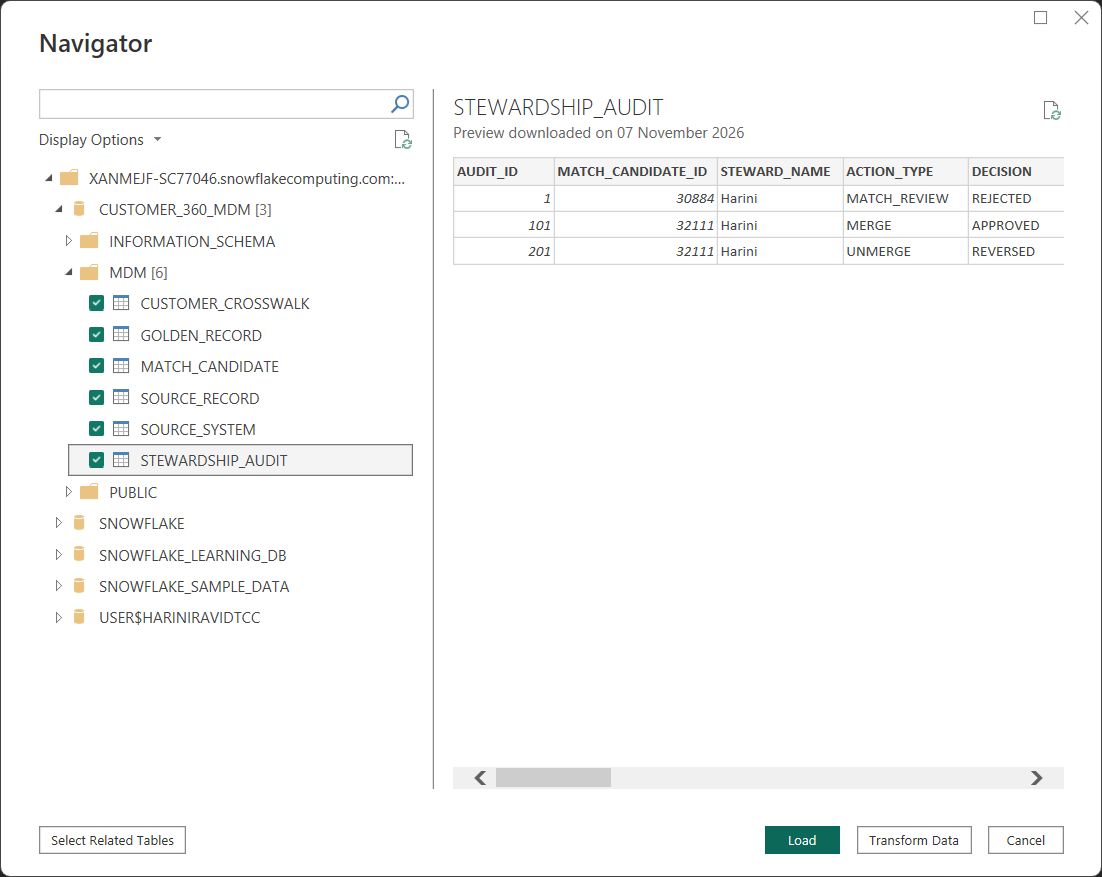 Navigator
Display Options
XANMEJF-SC77046.snowflakecomputing.com:...
CUSTOMER_360_MDM [3]
INFORMATION_SCHEMA
MDM [6]
CUSTOMER_CROSSWALK
GOLDEN_RECORD
MATCH_CANDIDATE
SOURCE_RECORD
SOURCE_SYSTEM
STEWARDSHIP_AUDIT
PUBLIC
SNOWFLAKE
SNOWFLAKE_LEARNING_DB
SNOWFLAKE_SAMPLE_DATA
USER$HARINIRAVIDTCC
STEWARDSHIP_AUDIT
Preview downloaded on 07 November 2026
AUDIT_ID MATCH_CANDIDATE_ID STEWARD_NAME ACTION_TYPE DECISION
1 30884 Harini MATCH_REVIEW REJECTED
101 32111 Harini MERGE APPROVED
201 32111 Harini UNMERGE REVERSED
Select Related Tables
Load
Transform Data
Cancel